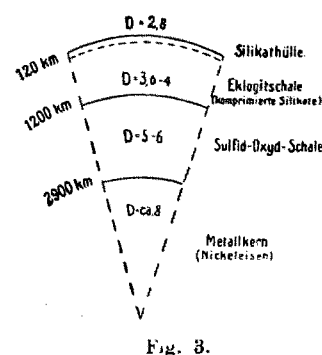 D=2,8
Silikathülle
120 km
D=3,6-4
Eklogitschale
(komprimierte Silikate)
1200 km
D=5-6
Sulfid-Oxyd-Schale
2900 km
D=ca.8
Metallkern
(Nickeleisen)
Fig. 3.